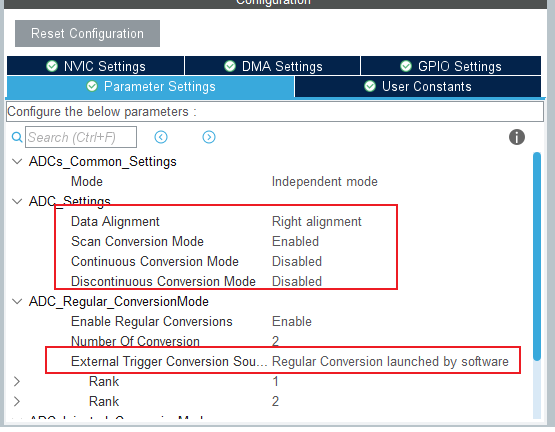 Configuration
Reset Configuration
NVIC Settings DMA Settings GPIO Settings
Parameter Settings User Constants
Configure the below parameters :
Search (Ctrl+F)
ADCs_Common_Settings
Mode Independent mode
ADC_Settings
Data Alignment Right alignment
Scan Conversion Mode Enabled
Continuous Conversion Mode Disabled
Discontinuous Conversion Mode Disabled
ADC_Regular_ConversionMode
Enable Regular Conversions Enable
Number Of Conversion 2
External Trigger Conversion Sou... Regular Conversion launched by software
Rank 1
Rank 2